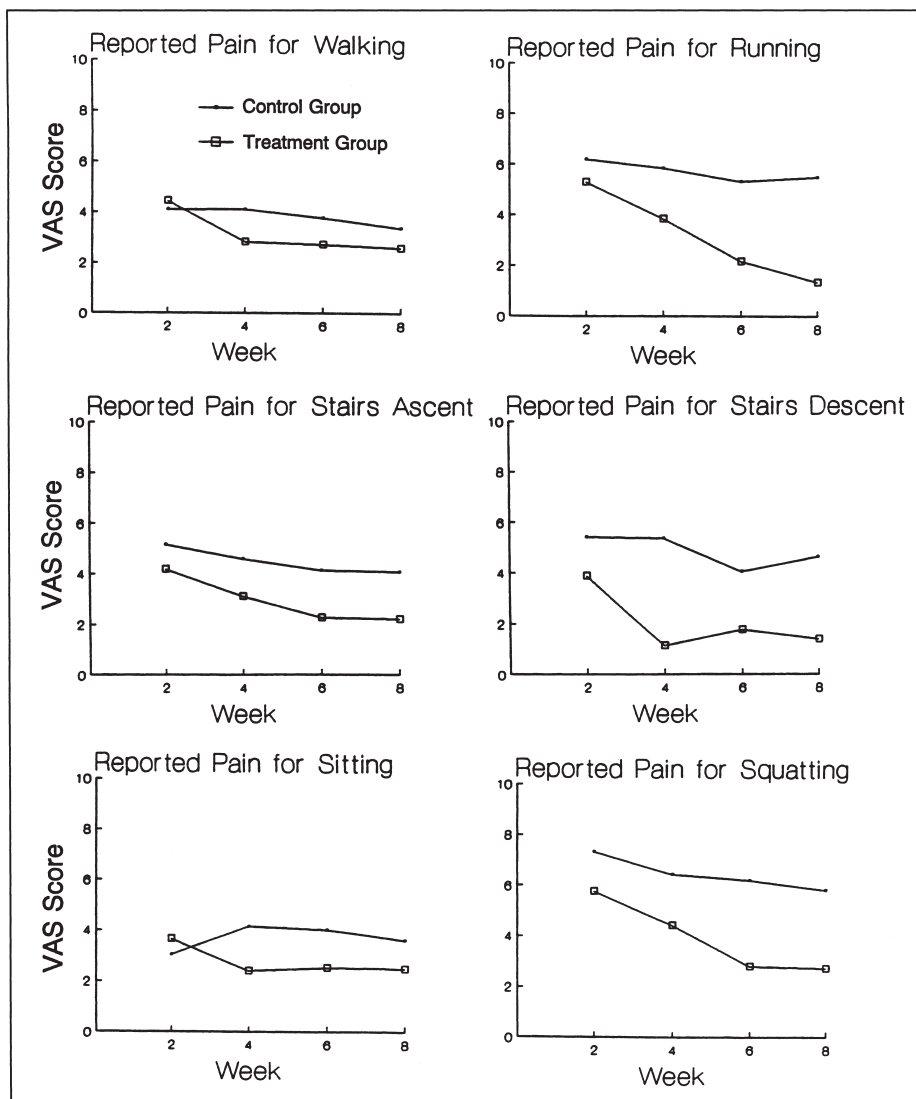 Reported Pain for Walking
10
8
6
4
2
0
VAS Score
Control Group
Treatment Group
2 4 6 8
Week
Reported Pain for Running
10
8
6
4
2
0
2 4 6 8
Week
Reported Pain for Stairs Ascent
10
8
6
4
2
0
VAS Score
2 4 6 8
Week
Reported Pain for Stairs Descent
10
8
6
4
2
0
2 4 6 8
Week
Reported Pain for Sitting
10
8
6
4
2
0
VAS Score
2 4 6 8
Week
Reported Pain for Squatting
10
8
6
4
2
0
2 4 6 8
Week